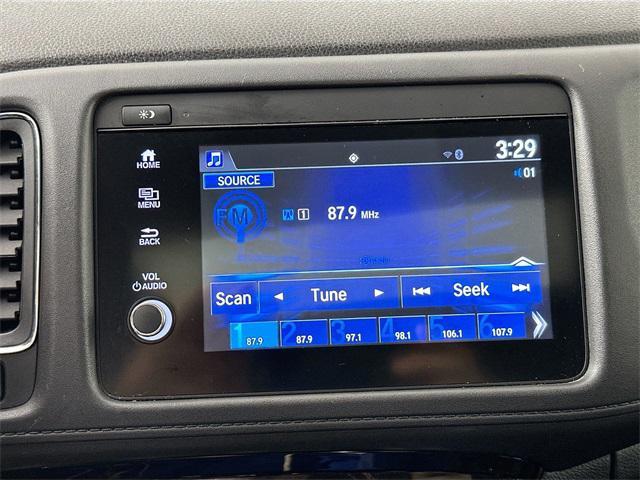 3:29
HOME
01
SOURCE
MENU
FM
1 87.9 MHz
BACK
VOL
AUDIO
Scan Tune Seek
1 2 3 4 5 6
87.9 87.9 97.1 98.1 106.1 107.9